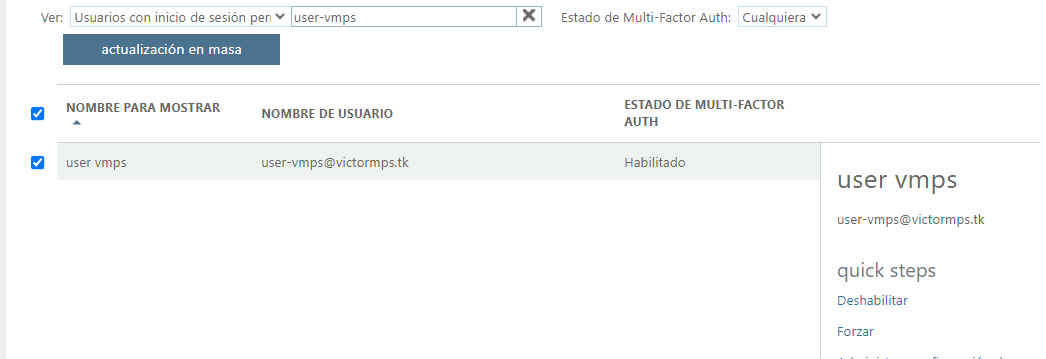 Ver: Usuarios con inicio de sesión per user-vmps Estado de Multi-Factor Auth: Cualquiera
actualización en masa
NOMBRE PARA MOSTRAR NOMBRE DE USUARIO ESTADO DE MULTI-FACTOR AUTH
user vmps user-vmps@victormps.tk Habilitado
user vmps
user-vmps@victormps.tk
quick steps
Deshabilitar
Forzar